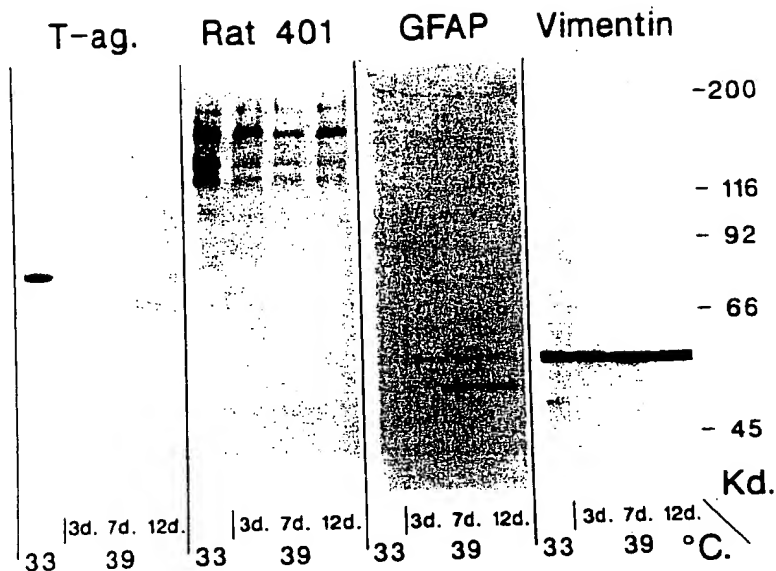 T-ag. Rat 401 GFAP Vimentin
-200
- 116
- 92
- 66
- 45
Kd.
|3d. 7d. 12d. |3d. 7d. 12d. |3d. 7d. 12d. |3d. 7d. 12d.
33 39 33 39 33 39 33 39 °C.